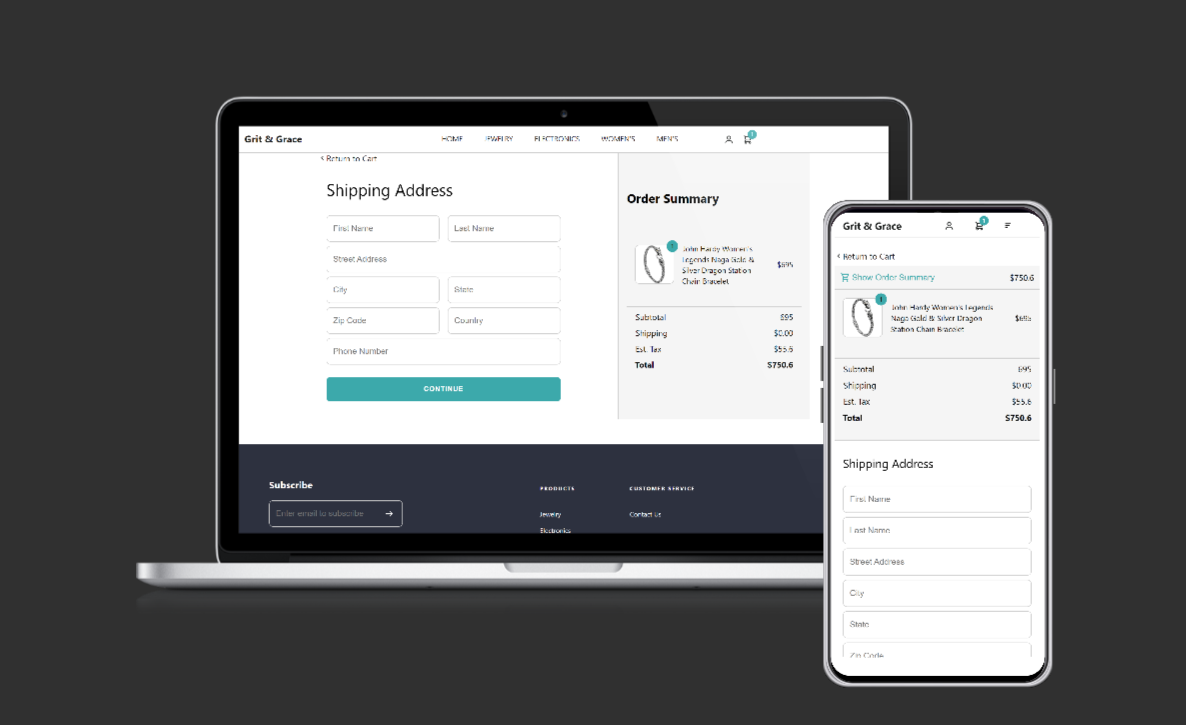 Grit & Grace
HOME JEWELRY ELECTRONICS WOMEN'S MEN'S
1
< Return to Cart
Shipping Address
First Name Last Name
Street Address
City State
Zip Code Country
Phone Number
CONTINUE
Order Summary
1
John Hardy Women's
Legends Naga Gold &
Silver Dragon Station
Chain Bracelet
$695
Subtotal 695
Shipping $0.00
Est. Tax $55.6
Total $750.6
Subscribe
Enter email to subscribe →
PRODUCTS
Jewelry
Electronics
CUSTOMER SERVICE
Contact Us
Grit & Grace
1
< Return to Cart
Show Order Summary $750.6
1
John Hardy Women's Legends
Naga Gold & Silver Dragon
Station Chain Bracelet
$695
Subtotal 695
Shipping $0.00
Est. Tax $55.6
Total $750.6
Shipping Address
First Name
Last Name
Street Address
City
State
Zip Code